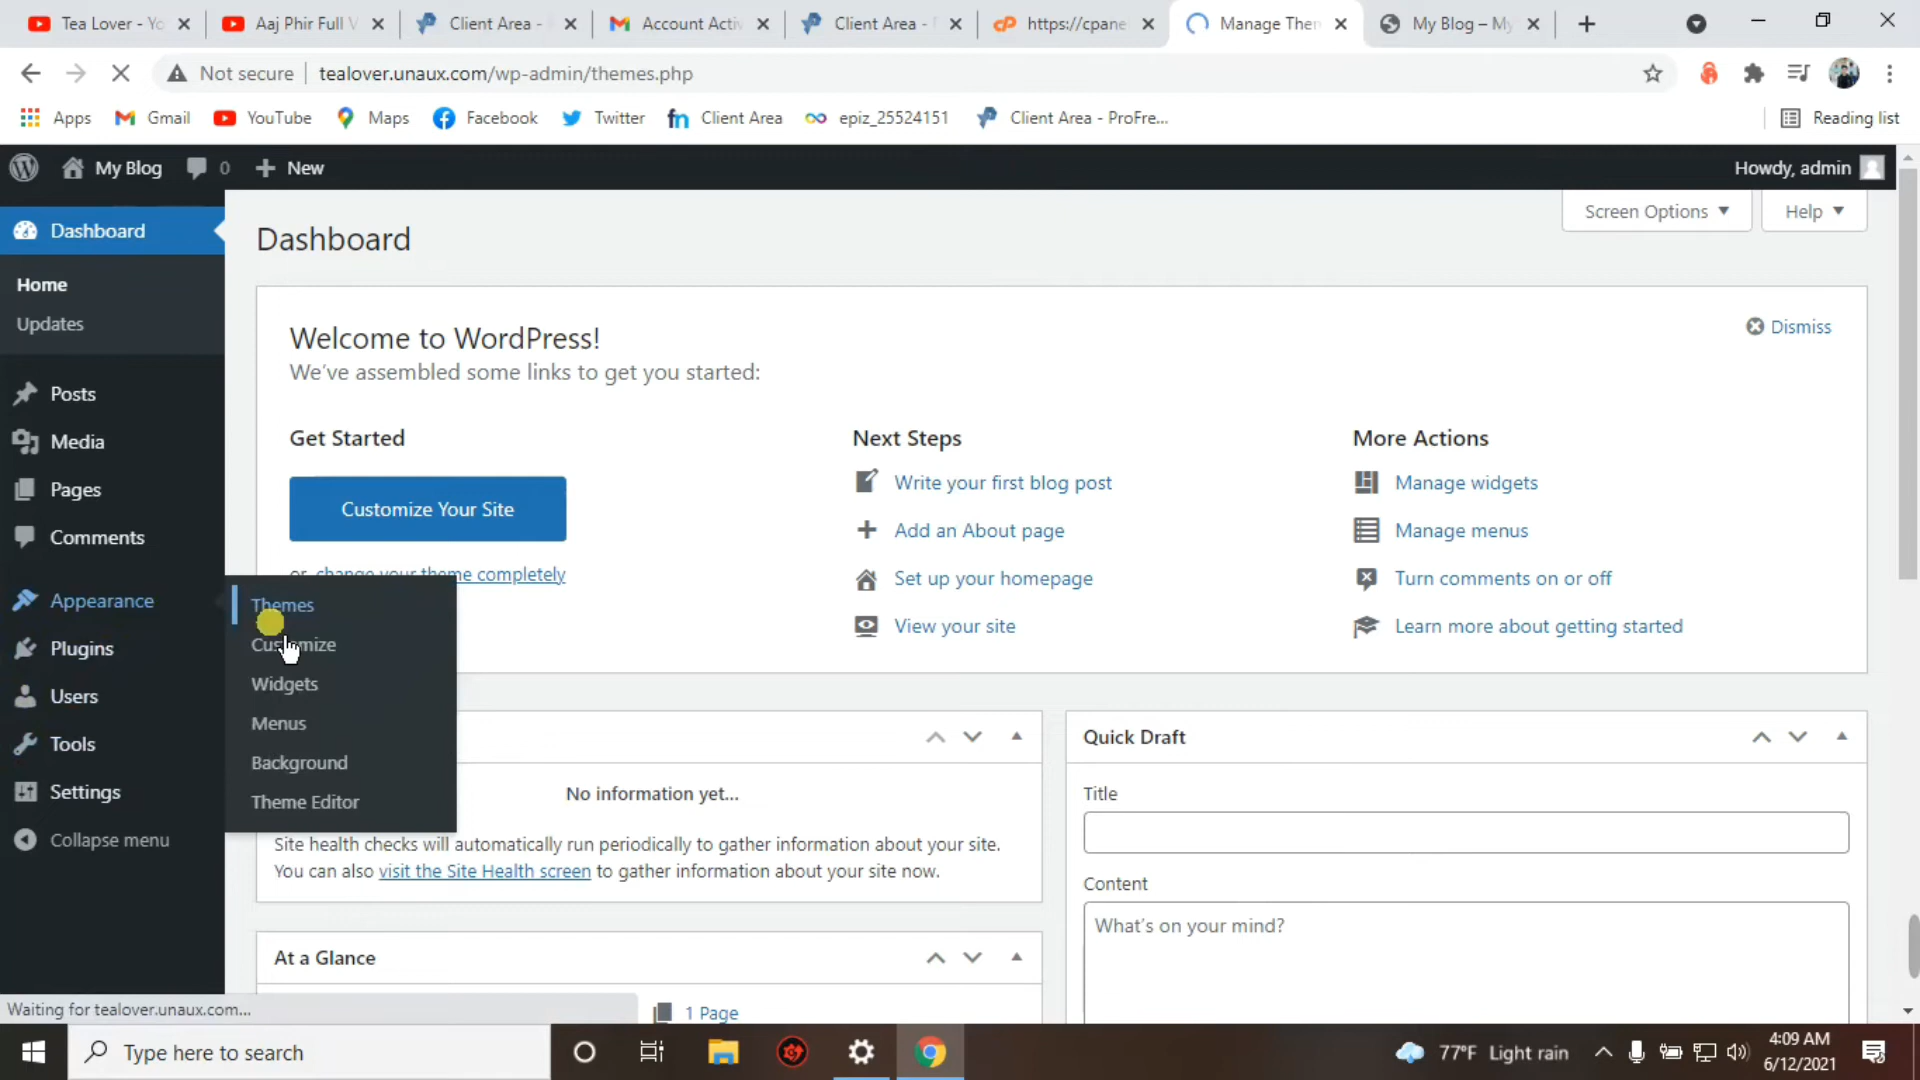 Tea Lover - Yo
Aaj Phir Full V
Client Area -
Account Activ
Client Area -
https://cpane
Manage Them
My Blog – My
Not secure
tealover.unaux.com/wp-admin/themes.php
Apps
Gmail
YouTube
Maps
Facebook
Twitter
Client Area
epiz_25524151
Client Area - ProFre...
Reading list
My Blog
0
New
Howdy, admin
Dashboard
Home
Updates
Posts
Media
Pages
Comments
Appearance
Plugins
Users
Tools
Settings
Collapse menu
Themes
Customize
Widgets
Menus
Background
Theme Editor
Dashboard
Screen Options
Help
Welcome to WordPress!
We've assembled some links to get you started:
Dismiss
Get Started
Customize Your Site
or, change your theme completely
Next Steps
Write your first blog post
Add an About page
Set up your homepage
View your site
More Actions
Manage widgets
Manage menus
Turn comments on or off
Learn more about getting started
No information yet...
Site health checks will automatically run periodically to gather information about your site.
You can also visit the Site Health screen to gather information about your site now.
At a Glance
1 Page
Quick Draft
Title
Content
What's on your mind?
Waiting for tealover.unaux.com...
Type here to search
77°F Light rain
4:09 AM
6/12/2021